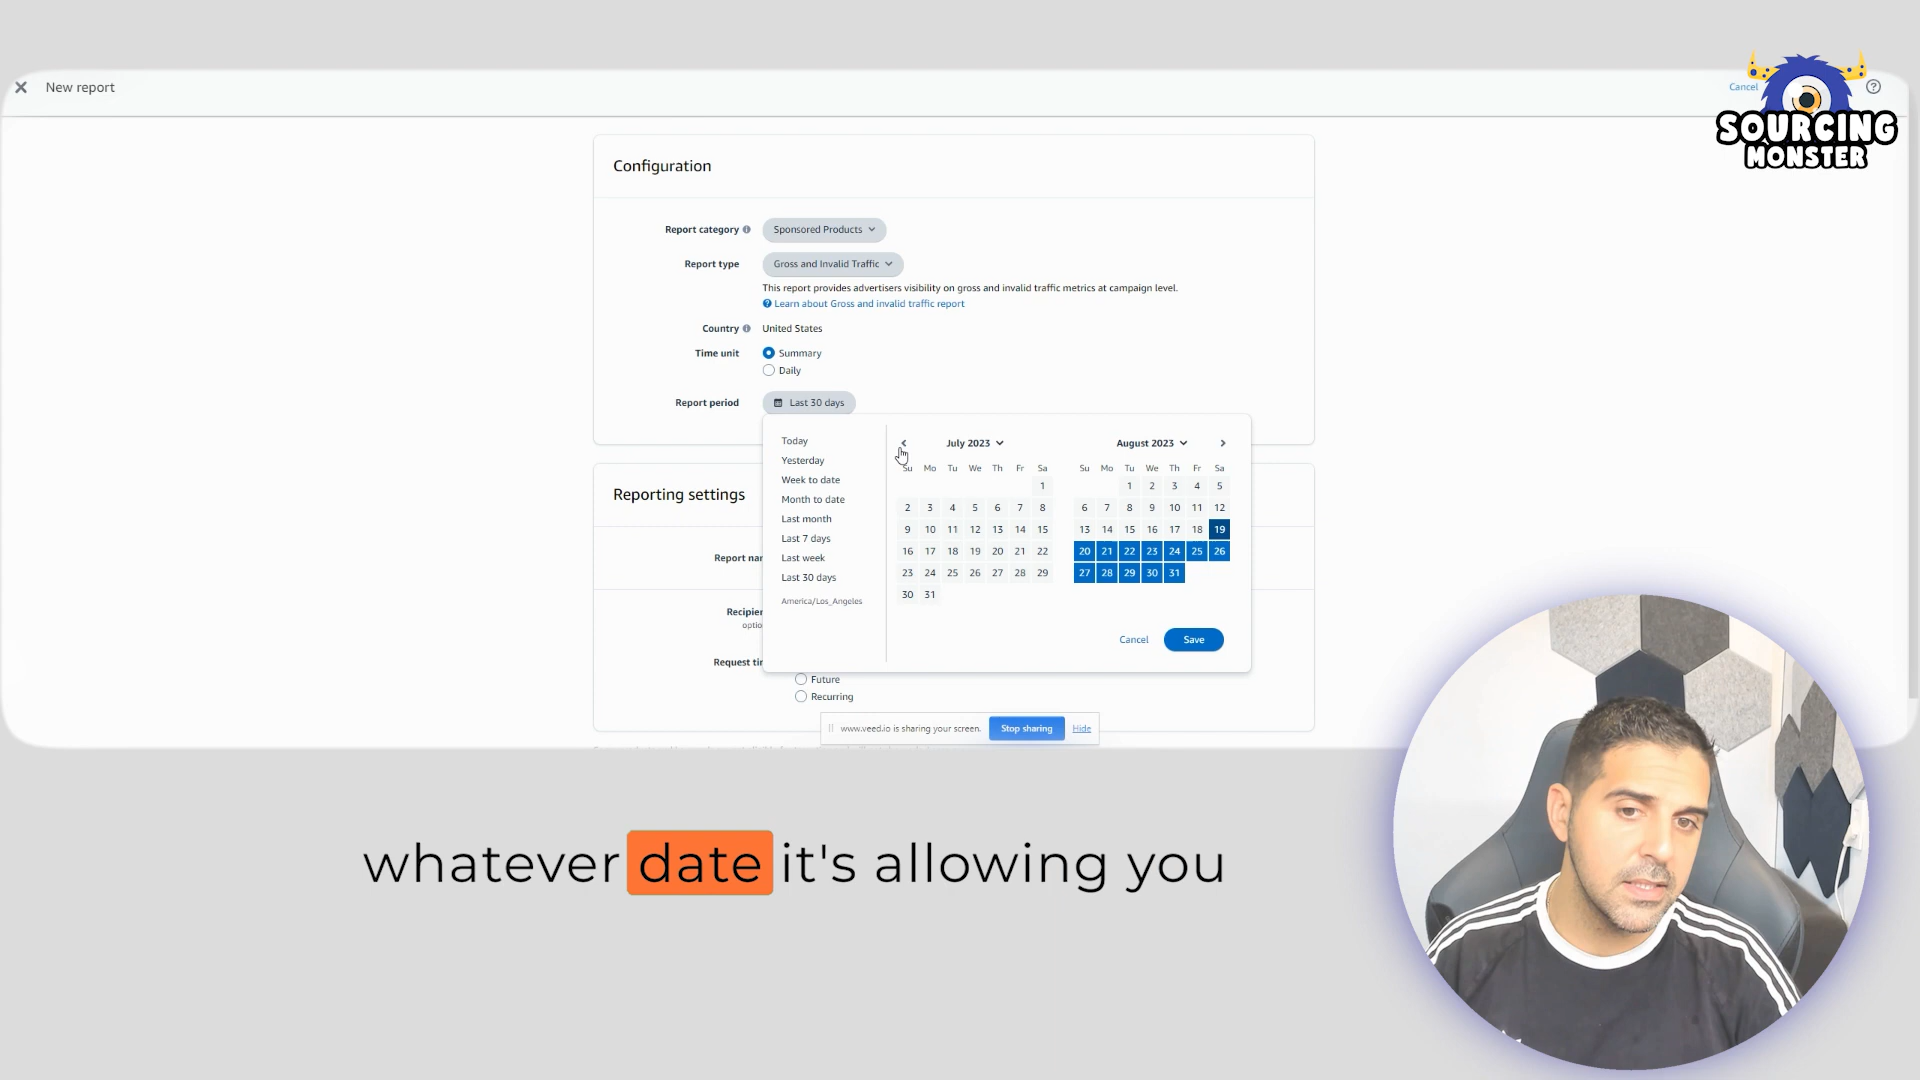 New report
Cancel
SOURCING
MONSTER
Configuration
Report category
Sponsored Products
Report type
Gross and Invalid Traffic
This report provides advertisers visibility on gross and invalid traffic metrics at campaign level.
Learn about Gross and invalid traffic report
Country
United States
Time unit
Summary
Daily
Report period
Last 30 days
Today
Yesterday
Week to date
Month to date
Last month
Last 7 days
Last week
Last 30 days
America/Los_Angeles
July 2023
Su Mo Tu We Th Fr Sa
1
2 3 4 5 6 7 8
9 10 11 12 13 14 15
16 17 18 19 20 21 22
23 24 25 26 27 28 29
30 31
August 2023
Su Mo Tu We Th Fr Sa
1 2 3 4 5
6 7 8 9 10 11 12
13 14 15 16 17 18 19
20 21 22 23 24 25 26
27 28 29 30 31
Cancel
Save
Reporting settings
Report nam
Recipien
optio
Request tim
Future
Recurring
www.veed.io is sharing your screen.
Stop sharing
Hide
whatever date it's allowing you